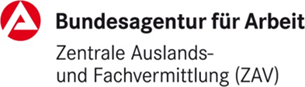 Bundesagentur für Arbeit
Zentrale Auslands-
und Fachvermittlung (ZAV)